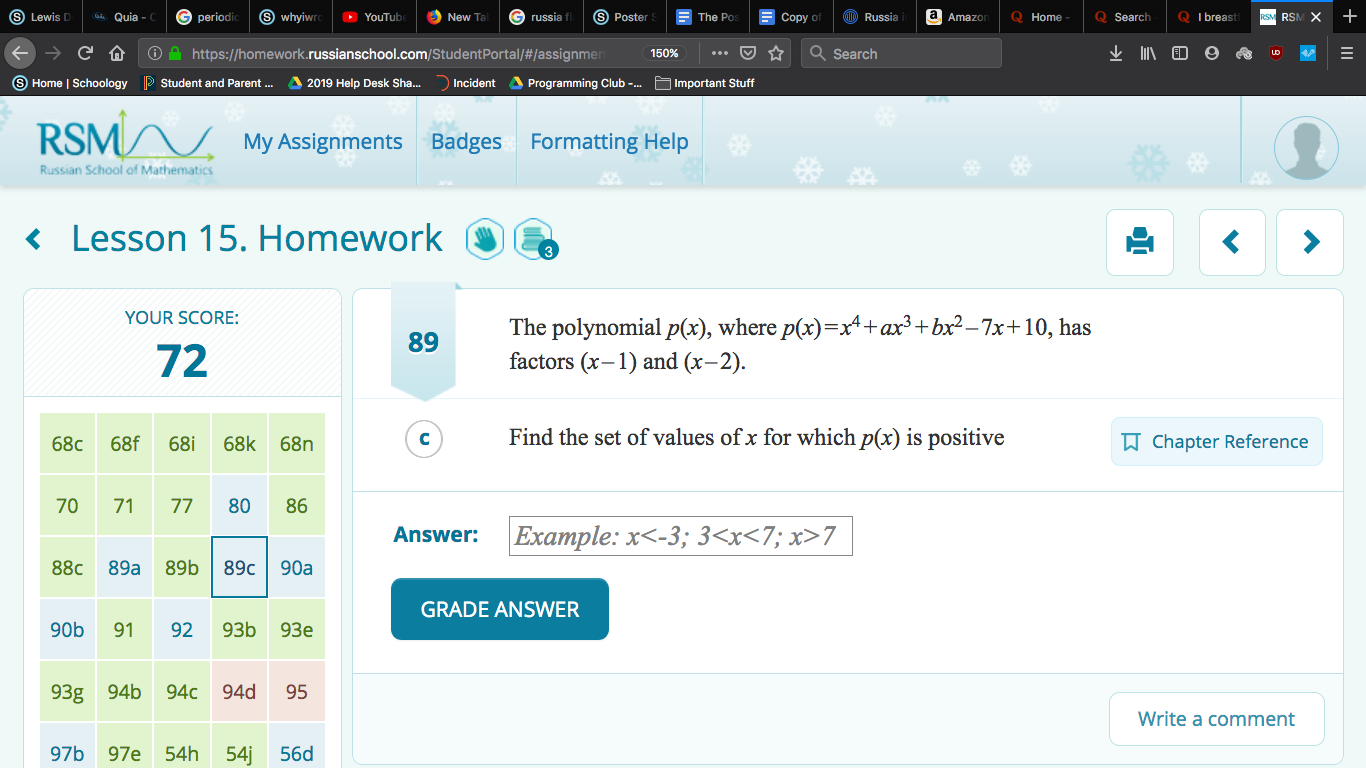 Lewis D
Quia - C
periodic
whyiwro
YouTube
New Ta
russia fl
Poster S
The Pos
Copy of
Russia i
Amazon
Home -
Search
I breast
RSM RSM
https://homework.russianschool.com/StudentPortal/#/assignmen
150%
Search
Home | Schoology
Student and Parent ...
2019 Help Desk Sha...
Incident
Programming Club -...
Important Stuff
RSM
Russian School of Mathematics
My Assignments
Badges
Formatting Help
Lesson 15. Homework
3
YOUR SCORE:
72
68c 68f 68i 68k 68n
70 71 77 80 86
88c 89a 89b 89c 90a
90b 91 92 93b 93e
93g 94b 94c 94d 95
97b 97e 54h 54j 56d
89
The polynomial p(x), where p(x)=x⁴+ax³+bx²–7x+10, has
factors (x–1) and (x–2).
c
Find the set of values of x for which p(x) is positive
Chapter Reference
Answer:
Example: x<-3; 3<x<7; x>7
GRADE ANSWER
Write a comment